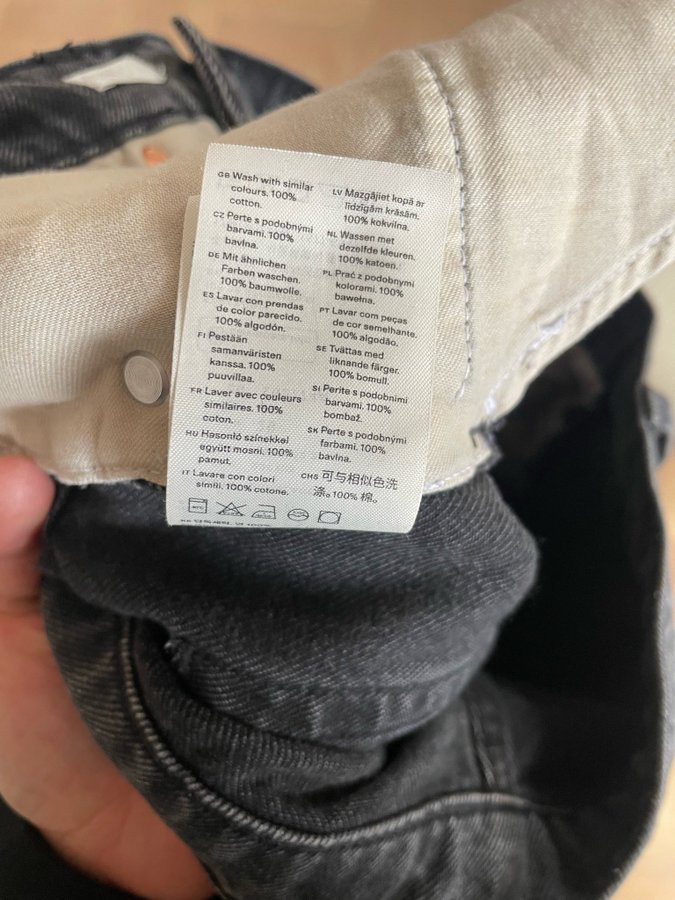 GB Wash with similar
colours. 100%
cotton.
CZ Perte s podobnými
barvami. 100%
bavlna.
DE Mit ähnlichen
Farben waschen.
100% baumwolle.
ES Lavar con prendas
de color parecido.
100% algodón.
FI Pestään
samanväristen
kanssa. 100%
puuvillaa.
FR Laver avec couleurs
similaires. 100%
coton.
HU Hasonló színekkel
együtt mosni. 100%
pamut.
IT Lavare con colori
simili. 100% cotone.
LV Mazgājiet kopā ar
līdzīgām krāsām.
100% kokvilna.
NL Wassen met
dezelfde kleuren.
100% katoen.
PL Prać z podobnymi
kolorami. 100%
bawełna.
PT Lavar com peças
de cor semelhante.
100% algodão.
SE Tvättas med
liknande färger.
100% bomull.
SI Perite s podobnimi
barvami. 100%
bombaž.
SK Perte s podobnými
farbami. 100%
bavlna.
CHS 可与相似色洗
涤。100% 棉。